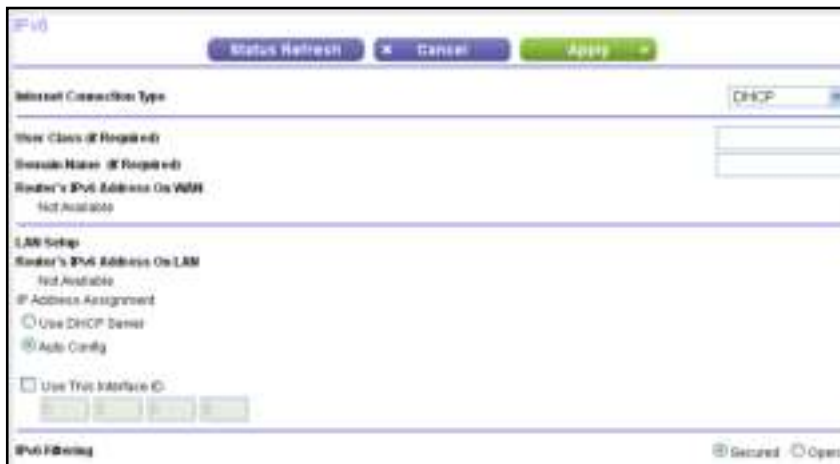 IPv6
Status Refresh
× Cancel
Apply
Internet Connection Type
DHCP
User Class (If Required)
Domain Name (If Required)
Router's IPv6 Address On WAN
Not Available
LAN Setup
Router's IPv6 Address On LAN
Not Available
IP Address Assignment
Use DHCP Server
Auto Config
Use This Interface ID
IPv6 Filtering
Secured
Open